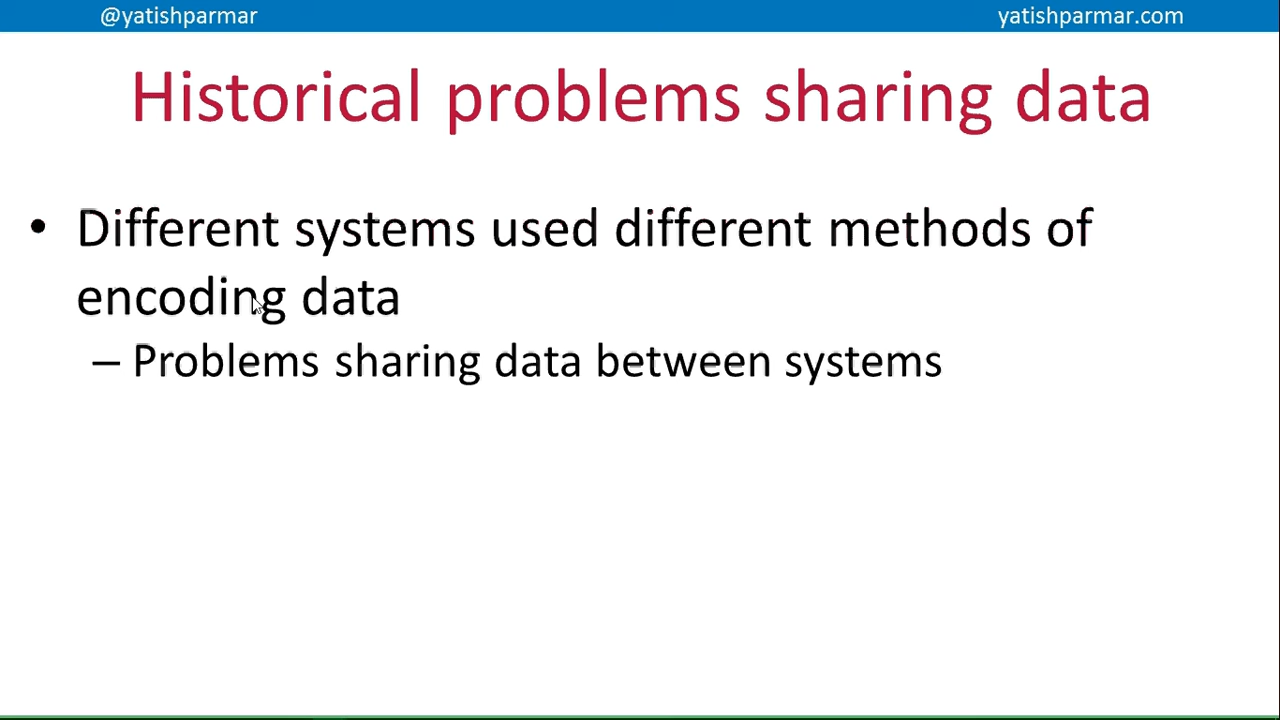 @yatishparmar
yatishparmar.com
Historical problems sharing data
• Different systems used different methods of
encoding data
– Problems sharing data between systems